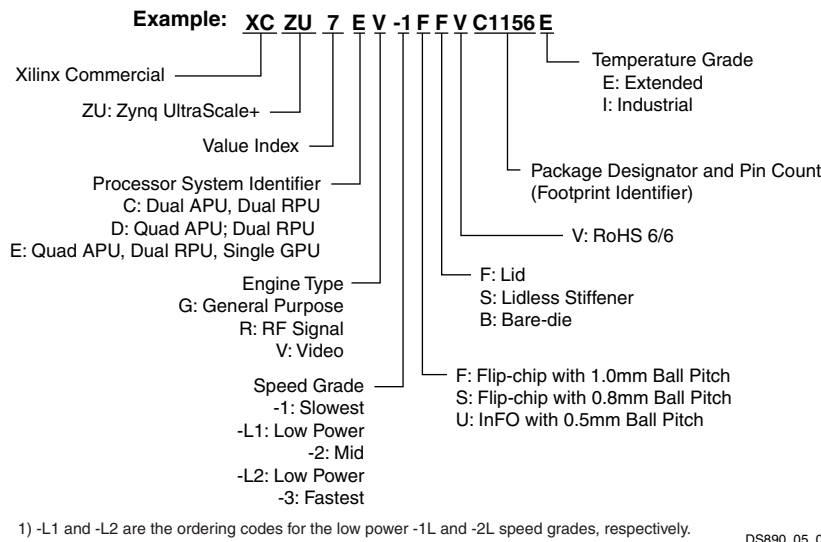 Example: XC ZU 7 E V -1 F F V C1156 E
Xilinx Commercial
ZU: Zynq UltraScale+
Value Index
Processor System Identifier
C: Dual APU, Dual RPU
D: Quad APU; Dual RPU
E: Quad APU, Dual RPU, Single GPU
Engine Type
G: General Purpose
R: RF Signal
V: Video
Speed Grade
-1: Slowest
-L1: Low Power
-2: Mid
-L2: Low Power
-3: Fastest
Temperature Grade
E: Extended
I: Industrial
Package Designator and Pin Count
(Footprint Identifier)
V: RoHS 6/6
F: Lid
S: Lidless Stiffener
B: Bare-die
F: Flip-chip with 1.0mm Ball Pitch
S: Flip-chip with 0.8mm Ball Pitch
U: InFO with 0.5mm Ball Pitch
1) -L1 and -L2 are the ordering codes for the low power -1L and -2L speed grades, respectively.